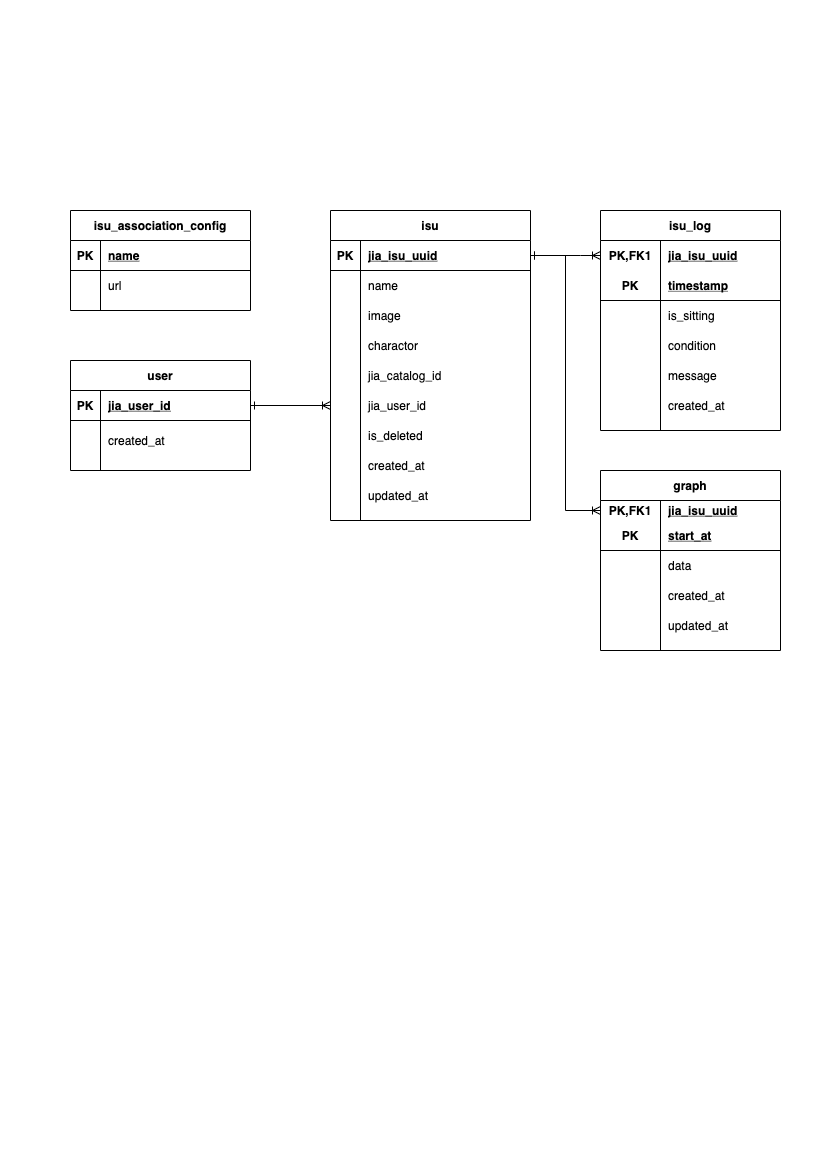 isu_association_config
PK name
url
user
PK jia_user_id
created_at
isu
PK jia_isu_uuid
name
image
charactor
jia_catalog_id
jia_user_id
is_deleted
created_at
updated_at
isu_log
PK,FK1 jia_isu_uuid
PK timestamp
is_sitting
condition
message
created_at
graph
PK,FK1 jia_isu_uuid
PK start_at
data
created_at
updated_at